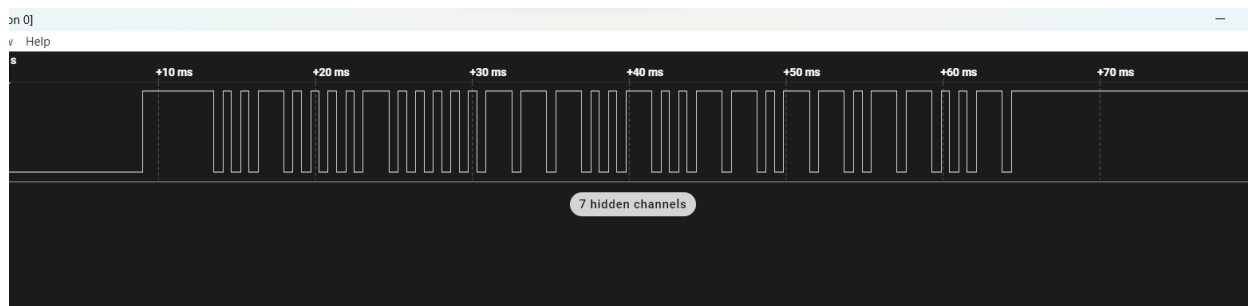 on 0]
w Help
s
+10 ms +20 ms +30 ms +40 ms +50 ms +60 ms +70 ms
7 hidden channels